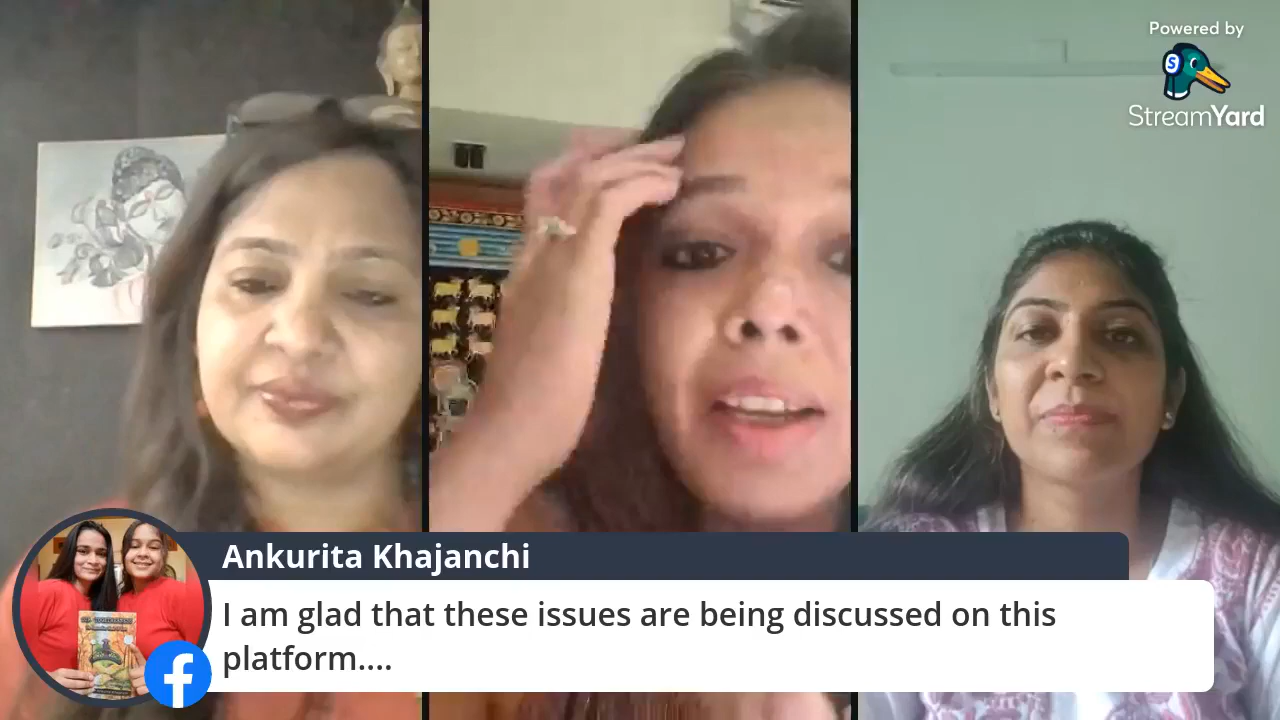 Powered by
StreamYard
Ankurita Khajanchi
I am glad that these issues are being discussed on this
platform....